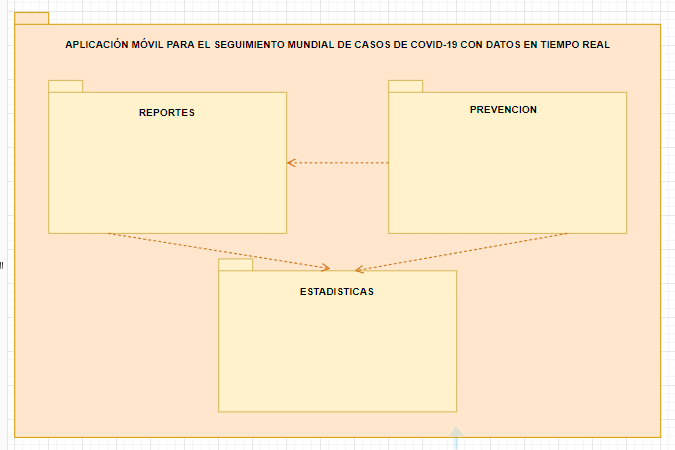 APLICACIÓN MÓVIL PARA EL SEGUIMIENTO MUNDIAL DE CASOS DE COVID-19 CON DATOS EN TIEMPO REAL
REPORTES
PREVENCION
ESTADISTICAS